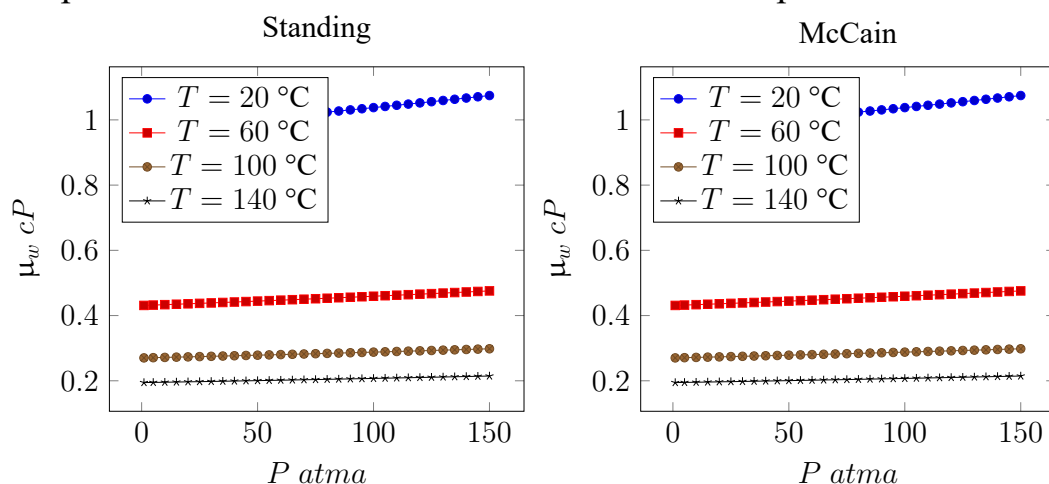 Standing
McCain
T = 20 °C
T = 60 °C
T = 100 °C
T = 140 °C
1
0.8
0.6
0.4
0.2
0
50
100
150
μw cP
P atma
T = 20 °C
T = 60 °C
T = 100 °C
T = 140 °C
1
0.8
0.6
0.4
0.2
0
50
100
150
μw cP
P atma